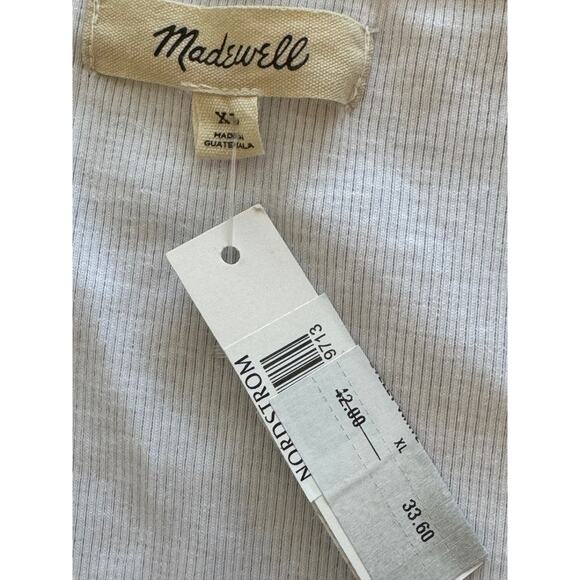 Madewell
XL
MADE IN
GUATEMALA
NORDSTROM
9713
42.00
XL
33.60